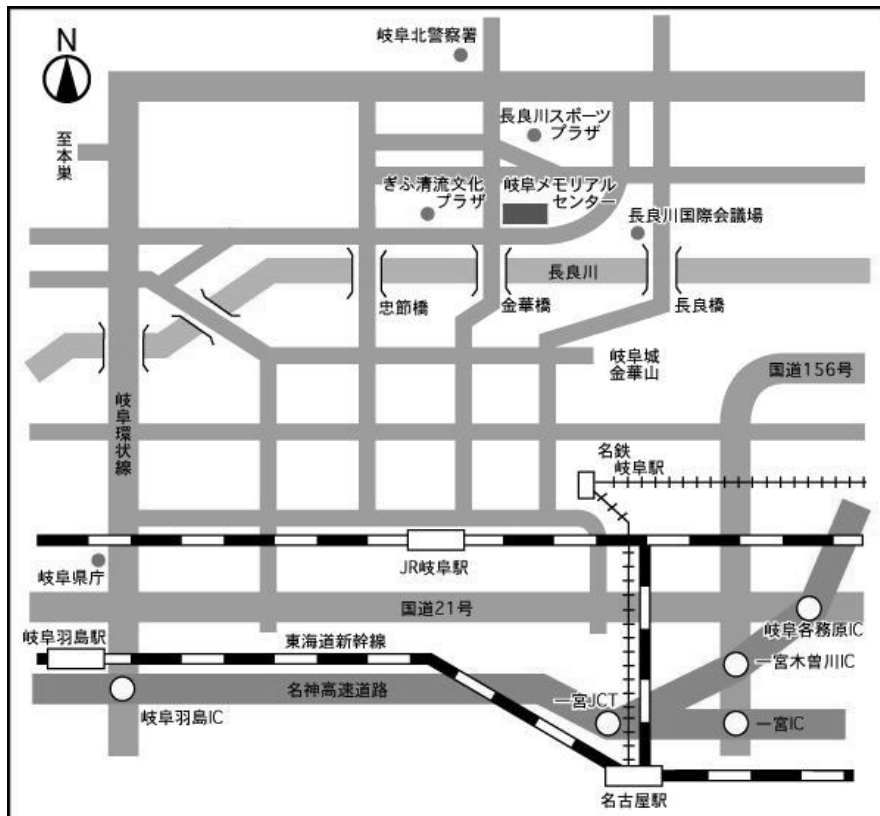 N
岐阜北警察署
長良川スポーツ
プラザ
至本巣
ぎふ清流文化
プラザ
岐阜メモリアル
センター
長良川国際会議場
長良川
忠節橋
金華橋
長良橋
岐阜城
金華山
国道156号
岐阜環状線
名鉄
岐阜駅
JR岐阜駅
岐阜県庁
国道21号
岐阜各務原IC
岐阜羽島駅
東海道新幹線
一宮木曽川IC
名神高速道路
一宮JCT
岐阜羽島IC
一宮IC
名古屋駅